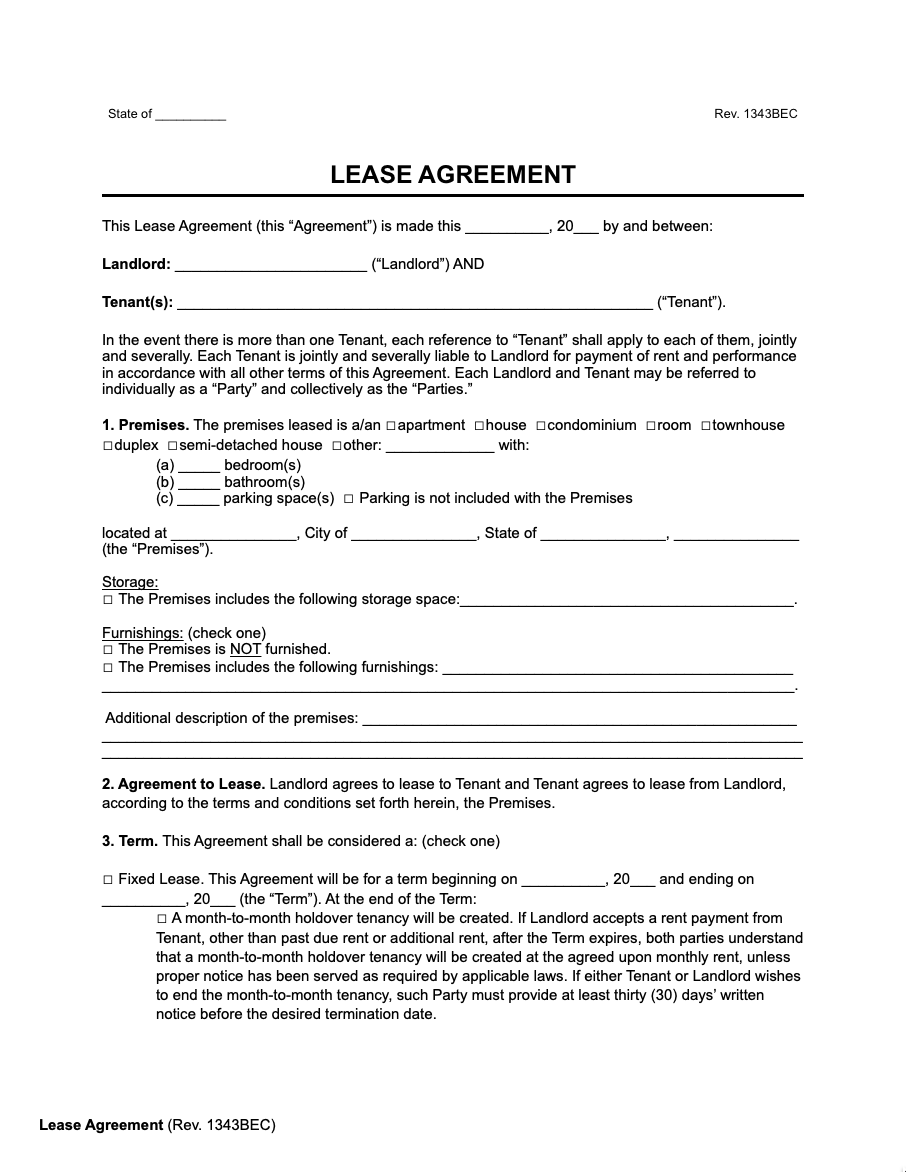 State of __________ Rev. 1343BEC
LEASE AGREEMENT
This Lease Agreement (this “Agreement”) is made this __________, 20___ by and between:
Landlord: _______________________ (“Landlord”) AND
Tenant(s): _________________________________________________________ (“Tenant”).
In the event there is more than one Tenant, each reference to “Tenant” shall apply to each of them, jointly
and severally. Each Tenant is jointly and severally liable to Landlord for payment of rent and performance
in accordance with all other terms of this Agreement. Each Landlord and Tenant may be referred to
individually as a “Party” and collectively as the “Parties.”
1. Premises. The premises leased is a/an □ apartment □ house □ condominium □ room □ townhouse
□ duplex □ semi-detached house □ other: _____________ with:
(a) _____ bedroom(s)
(b) _____ bathroom(s)
(c) _____ parking space(s) □ Parking is not included with the Premises
located at _______________, City of _______________, State of _______________, _______________
(the “Premises”).
Storage:
□ The Premises includes the following storage space:________________________________________.
Furnishings: (check one)
□ The Premises is NOT furnished.
□ The Premises includes the following furnishings: __________________________________________
___________________________________________________________________________________.
Additional description of the premises: ____________________________________________________
____________________________________________________________________________________
____________________________________________________________________________________
2. Agreement to Lease. Landlord agrees to lease to Tenant and Tenant agrees to lease from Landlord,
according to the terms and conditions set forth herein, the Premises.
3. Term. This Agreement shall be considered a: (check one)
□ Fixed Lease. This Agreement will be for a term beginning on __________, 20___ and ending on
__________, 20___ (the “Term”). At the end of the Term:
□ A month-to-month holdover tenancy will be created. If Landlord accepts a rent payment from
Tenant, other than past due rent or additional rent, after the Term expires, both parties understand
that a month-to-month holdover tenancy will be created at the agreed upon monthly rent, unless
proper notice has been served as required by applicable laws. If either Tenant or Landlord wishes
to end the month-to-month tenancy, such Party must provide at least thirty (30) days’ written
notice before the desired termination date.
Lease Agreement (Rev. 1343BEC)